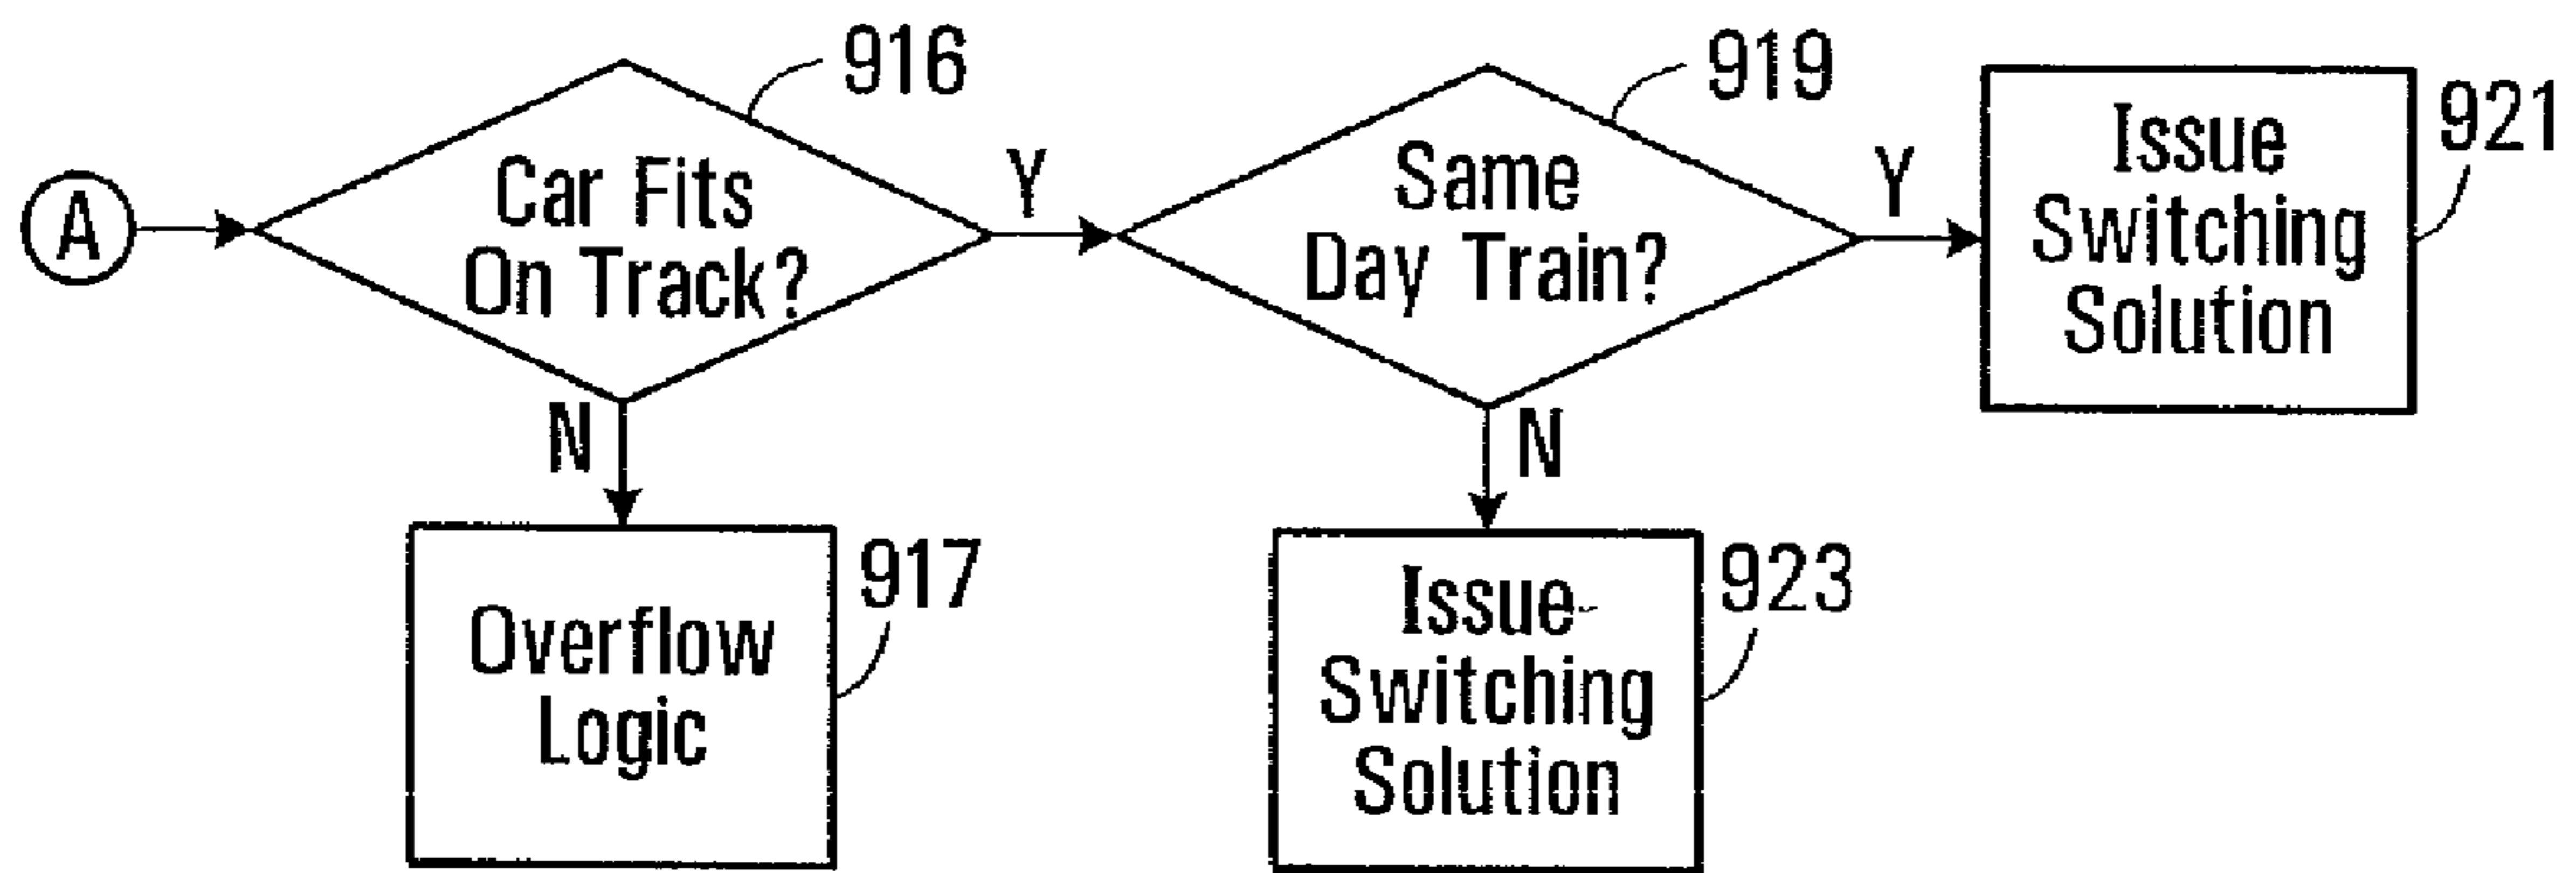 A
916
Car Fits
On Track?
Y
N
917
Overflow
Logic
919
Same
Day Train?
Y
N
921
Issue
Switching
Solution
923
Issue
Switching
Solution